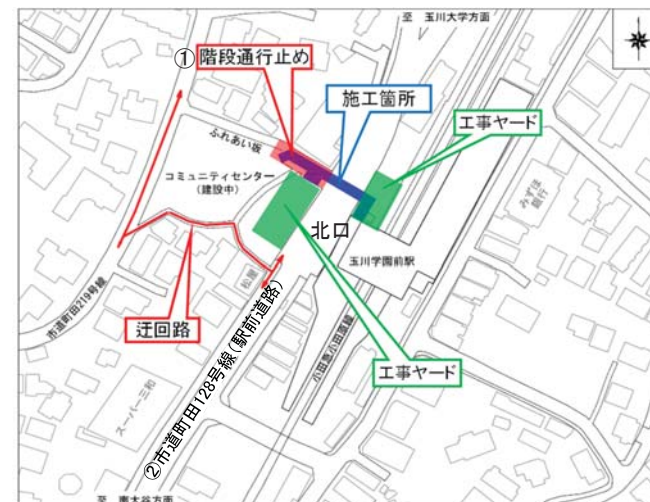 至 玉川大学方面
①階段通行止め
施工箇所
工事ヤード
ふれあい坂
コミュニティセンター
(建設中)
みずほ
銀行
北口
玉川学園前駅
松屋
市道町田219号線
迂回路
小田急小田原線
工事ヤード
②市道町田128号線(駅前道路)
スーパー三和
至 東大谷方面